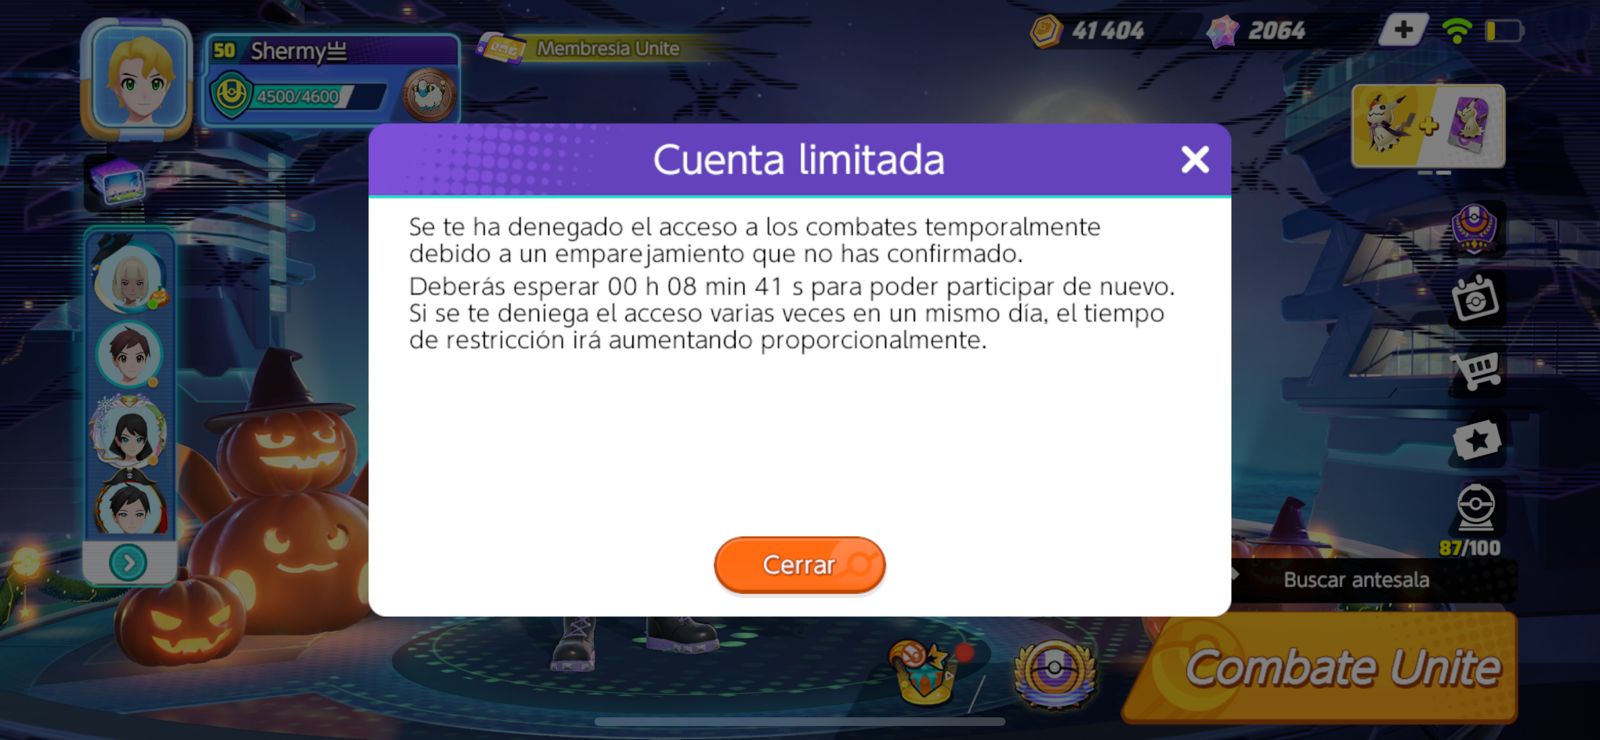 50 Shermy븨
4500/4600
Membresía Unite
41 404
2064
Cuenta limitada
Se te ha denegado el acceso a los combates temporalmente
debido a un emparejamiento que no has confirmado.
Deberás esperar 00 h 08 min 41 s para poder participar de nuevo.
Si se te deniega el acceso varias veces en un mismo día, el tiempo
de restricción irá aumentando proporcionalmente.
Cerrar
87/100
Buscar antesala
Combate Unite